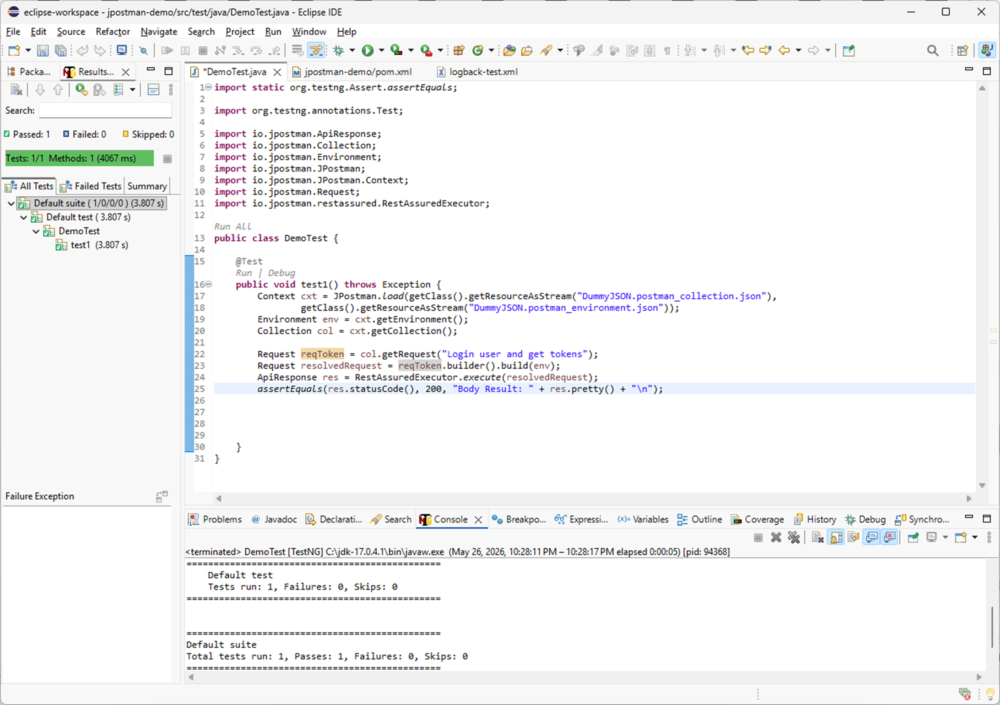 eclipse-workspace - jpostman-demo/src/test/java/DemoTest.java - Eclipse IDE
File Edit Source Refactor Navigate Search Project Run Window Help
Packa... Results...
Search:
Passed: 1 Failed: 0 Skipped: 0
Tests: 1/1 Methods: 1 (4067 ms)
All Tests Failed Tests Summary
Default suite ( 1/0/0/0 ) (3.807 s)
Default test ( 3.807 s)
DemoTest
test1 (3.807 s)
Failure Exception
*DemoTest.java jpostman-demo/pom.xml logback-test.xml
1 import static org.testng.Assert.assertEquals;
2
3 import org.testng.annotations.Test;
4
5 import io.jpostman.ApiResponse;
6 import io.jpostman.Collection;
7 import io.jpostman.Environment;
8 import io.jpostman.JPostman;
9 import io.jpostman.JPostman.Context;
10 import io.jpostman.Request;
11 import io.jpostman.restassured.RestAssuredExecutor;
12
Run All
13 public class DemoTest {
14
15 @Test
Run | Debug
16 public void test1() throws Exception {
17 Context cxt = JPostman.load(getClass().getResourceAsStream("DummyJSON.postman_collection.json"),
18 getClass().getResourceAsStream("DummyJSON.postman_environment.json"));
19 Environment env = cxt.getEnvironment();
20 Collection col = cxt.getCollection();
21
22 Request reqToken = col.getRequest("Login user and get tokens");
23 Request resolvedRequest = reqToken.builder().build(env);
24 ApiResponse res = RestAssuredExecutor.execute(resolvedRequest);
25 assertEquals(res.statusCode(), 200, "Body Result: " + res.pretty() + "\n");
26
27
28
29
30 }
31 }
Problems @ Javadoc Declarati... Search Console Breakpo... Expressi... (x)= Variables Outline Coverage History Debug Synchro...
<terminated> DemoTest [TestNG] C:\jdk-17.0.4.1\bin\javaw.exe (May 26, 2026, 10:28:11 PM – 10:28:17 PM elapsed 0:00:05) [pid: 94368]
===============================================
Default test
Tests run: 1, Failures: 0, Skips: 0
===============================================
===============================================
Default suite
Total tests run: 1, Passes: 1, Failures: 0, Skips: 0
===============================================